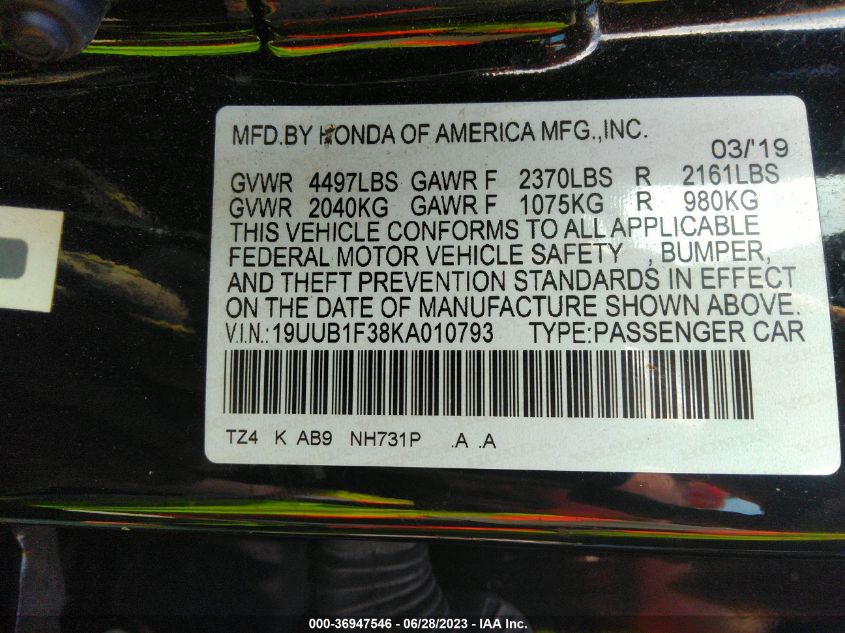 MFD.BY HONDA OF AMERICA MFG.,INC.
03/'19
GVWR 4497LBS GAWR F 2370LBS R 2161LBS
GVWR 2040KG GAWR F 1075KG R 980KG
THIS VEHICLE CONFORMS TO ALL APPLICABLE
FEDERAL MOTOR VEHICLE SAFETY , BUMPER,
AND THEFT PREVENTION STANDARDS IN EFFECT
ON THE DATE OF MANUFACTURE SHOWN ABOVE.
V.I.N.:19UUB1F38KA010793 TYPE:PASSENGER CAR
TZ4 K AB9 NH731P .A .A
000-36947546 / 06/28/2023 - IAA Inc.